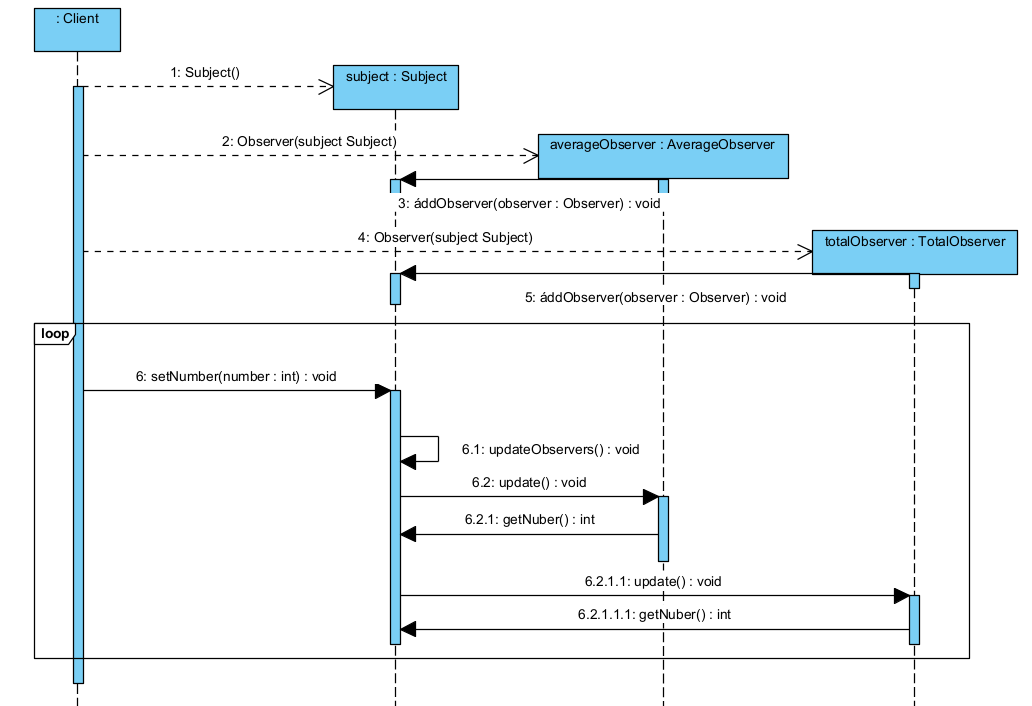 : Client
1: Subject()
subject : Subject
2: Observer(subject Subject)
averageObserver : AverageObserver
3: áddObserver(observer : Observer) : void
4: Observer(subject Subject)
totalObserver : TotalObserver
5: áddObserver(observer : Observer) : void
loop
6: setNumber(number : int) : void
6.1: updateObservers() : void
6.2: update() : void
6.2.1: getNuber() : int
6.2.1.1: update() : void
6.2.1.1.1: getNuber() : int